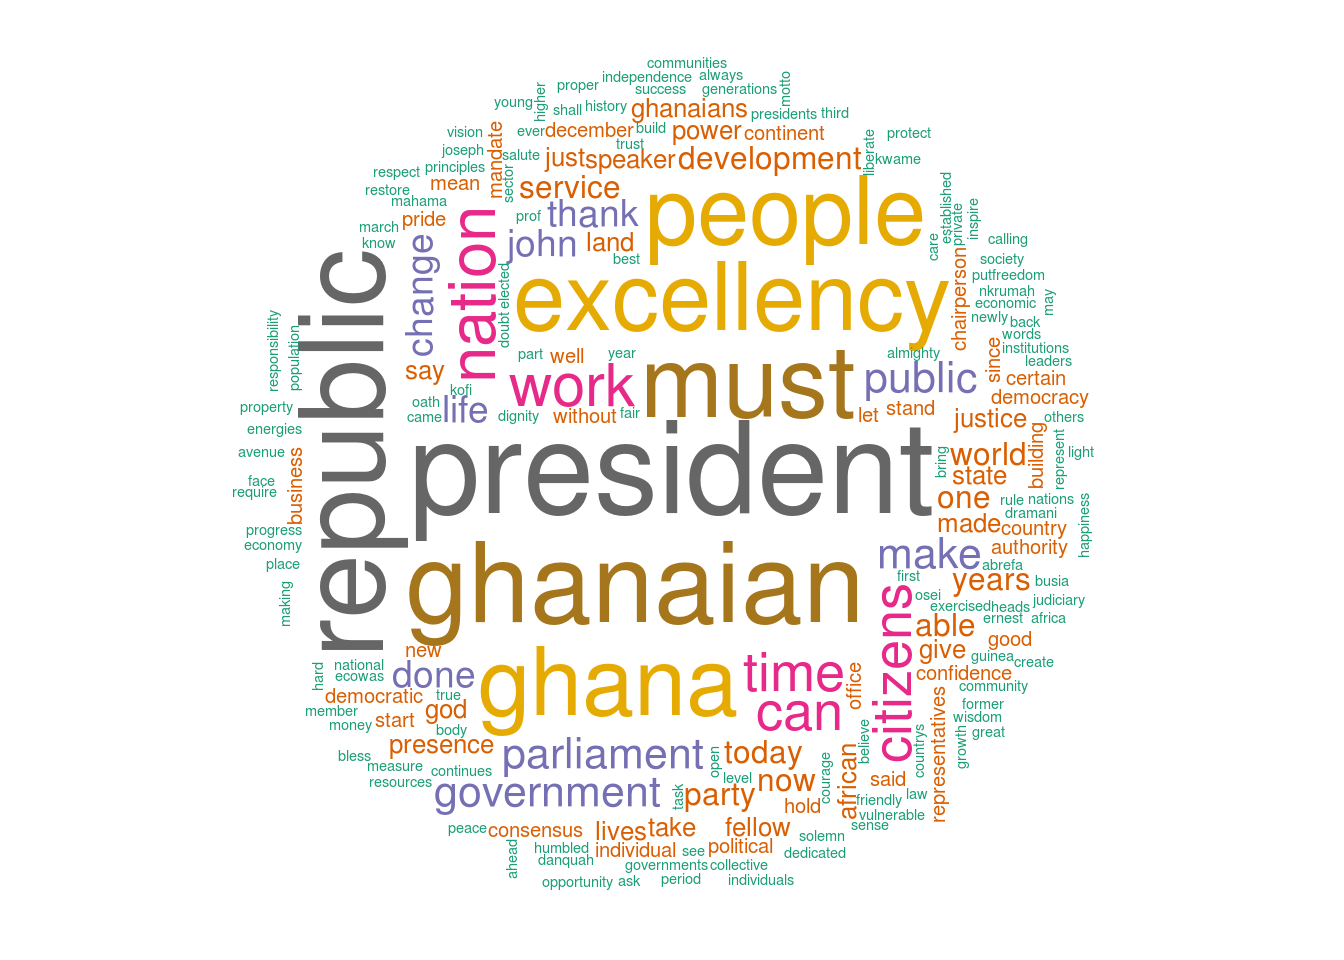 communities
independence always
proper success generations motto
young higher shall history ghanaians presidents third
vision ever december build power continent protect
joseph mandate salute just trust speaker development liberate kwame
respect principles sector
restore mean service people established
mahama pride prof thank private inspire
march change nation john land care calling
know best society
republic doubt elected excellency chairperson putfreedom
nkrumah
economic may
newly back
responsibility population part well year almighty since words
institutions
say work must public leaders
kofi certain
property oath life dignity without fair let stand democracy
came justice others
energies president world building represent light
avenue bring
business state
face one rule nations
require dramani happiness
progress made country
economy ghanaian make authority
place abrefa
making first years busia
citizens osei judiciary
exercised heads
able ernest africa
new give good
hard national done ghana time office guinea create
ecowas confidence
democratic true can representatives community
member god former
money start wisdom
body believe countrys growth great
presence parliament open today african
bless measure continues level courage said
resources government task party now friendly law
hold vulnerable
peace consensus lives take fellow sense
solemn
ahead humbled individual see political
danquah dedicated
governments collective
opportunity ask period individuals